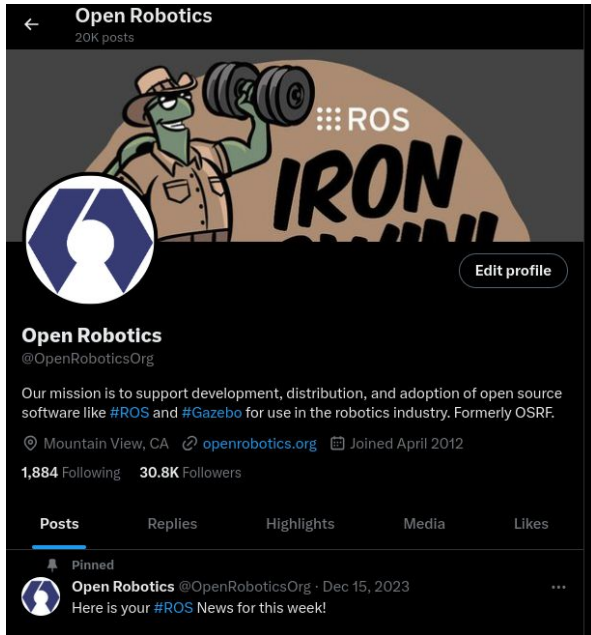 Open Robotics
20K posts
ROS
IRON
Edit profile
Open Robotics
@OpenRoboticsOrg
Our mission is to support development, distribution, and adoption of open source
software like #ROS and #Gazebo for use in the robotics industry. Formerly OSRF.
Mountain View, CA openrobotics.org Joined April 2012
1,884 Following 30.8K Followers
Posts Replies Highlights Media Likes
Pinned
Open Robotics @OpenRoboticsOrg · Dec 15, 2023
Here is your #ROS News for this week!